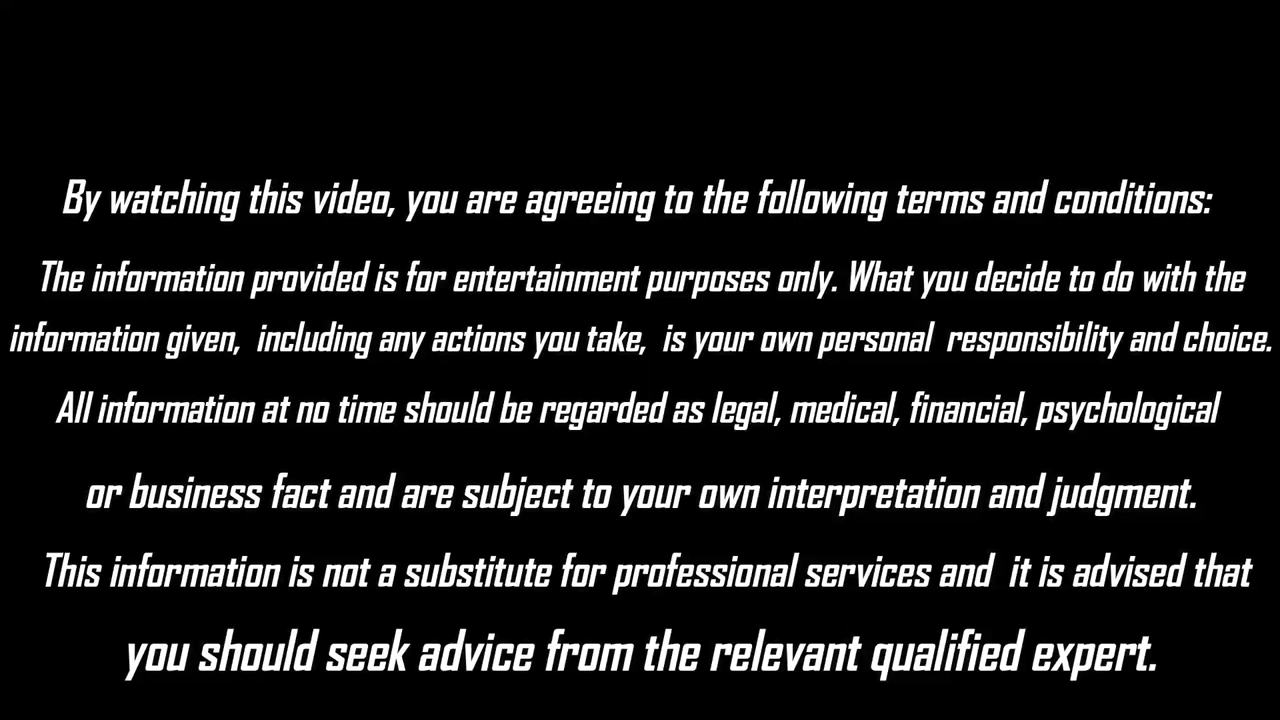 By watching this video, you are agreeing to the following terms and conditions:
The information provided is for entertainment purposes only. What you decide to do with the
information given, including any actions you take, is your own personal responsibility and choice.
All information at no time should be regarded as legal, medical, financial, psychological
or business fact and are subject to your own interpretation and judgment.
This information is not a substitute for professional services and it is advised that
you should seek advice from the relevant qualified expert.